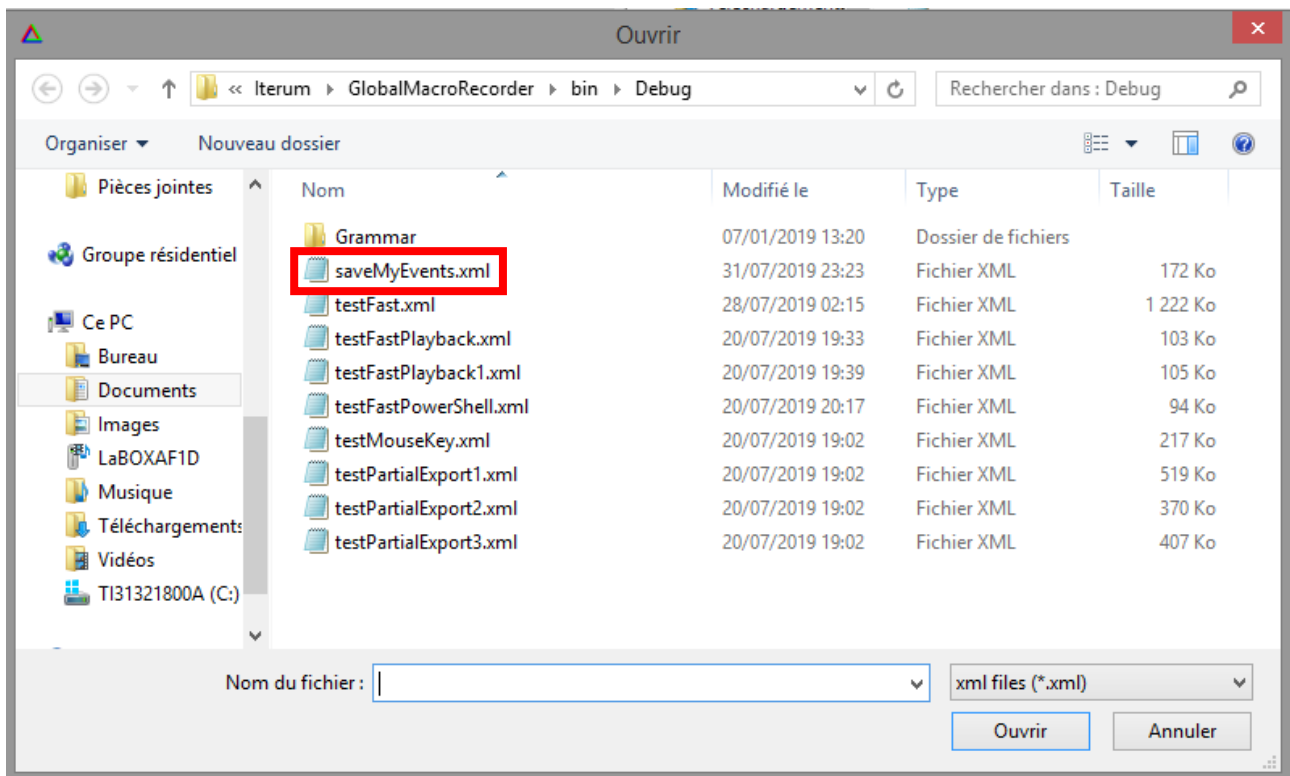 Ouvrir
« Iterum GlobalMacroRecorder bin Debug Rechercher dans : Debug
Organiser Nouveau dossier
Pièces jointes
Groupe résidentiel
Ce PC
Bureau
Documents
Images
LaBOXAF1D
Musique
Téléchargements
Vidéos
TI31321800A (C:)
Nom Modifié le Type Taille
Grammar 07/01/2019 13:20 Dossier de fichiers
saveMyEvents.xml 31/07/2019 23:23 Fichier XML 172 Ko
testFast.xml 28/07/2019 02:15 Fichier XML 1 222 Ko
testFastPlayback.xml 20/07/2019 19:33 Fichier XML 103 Ko
testFastPlayback1.xml 20/07/2019 19:39 Fichier XML 105 Ko
testFastPowerShell.xml 20/07/2019 20:17 Fichier XML 94 Ko
testMouseKey.xml 20/07/2019 19:02 Fichier XML 217 Ko
testPartialExport1.xml 20/07/2019 19:02 Fichier XML 519 Ko
testPartialExport2.xml 20/07/2019 19:02 Fichier XML 370 Ko
testPartialExport3.xml 20/07/2019 19:02 Fichier XML 407 Ko
Nom du fichier : xml files (*.xml)
Ouvrir Annuler